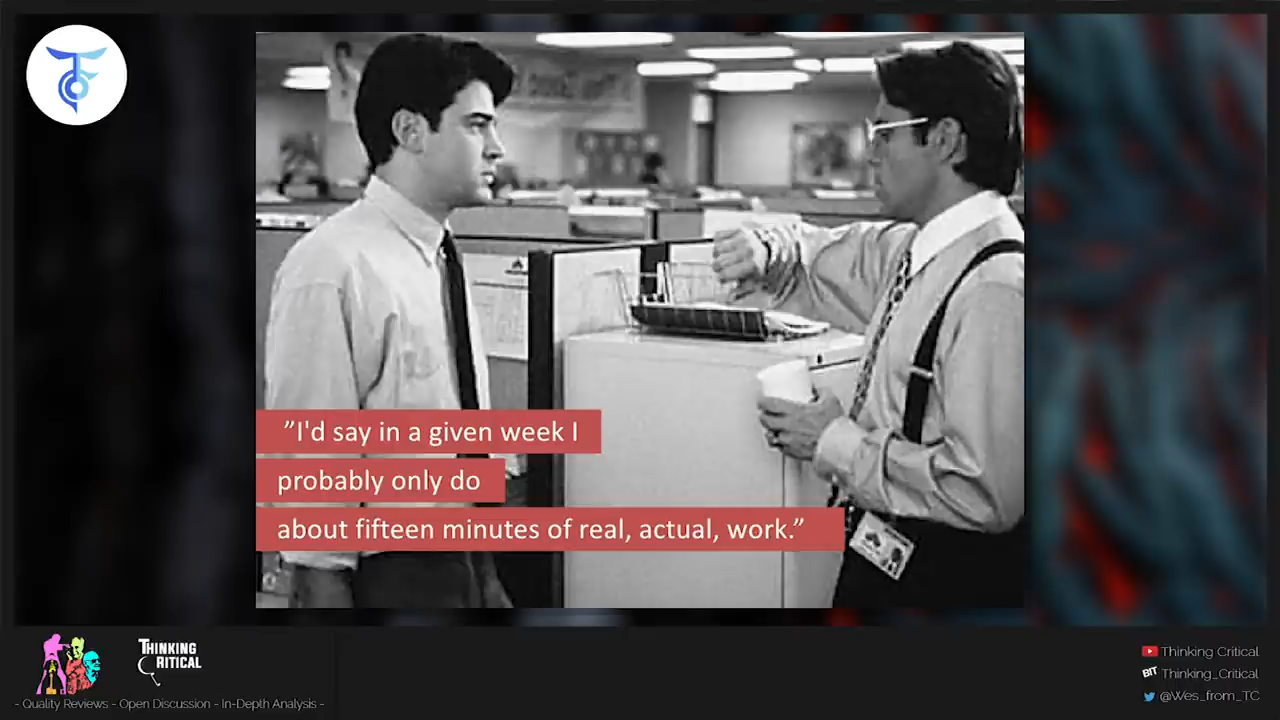 ”I'd say in a given week I
probably only do
about fifteen minutes of real, actual, work.”
THINKING
CRITICAL
- Quality Reviews - Open Discussion - In-Depth Analysis -
Thinking Critical
BIT Thinking_Critical
@Wes_from_TC